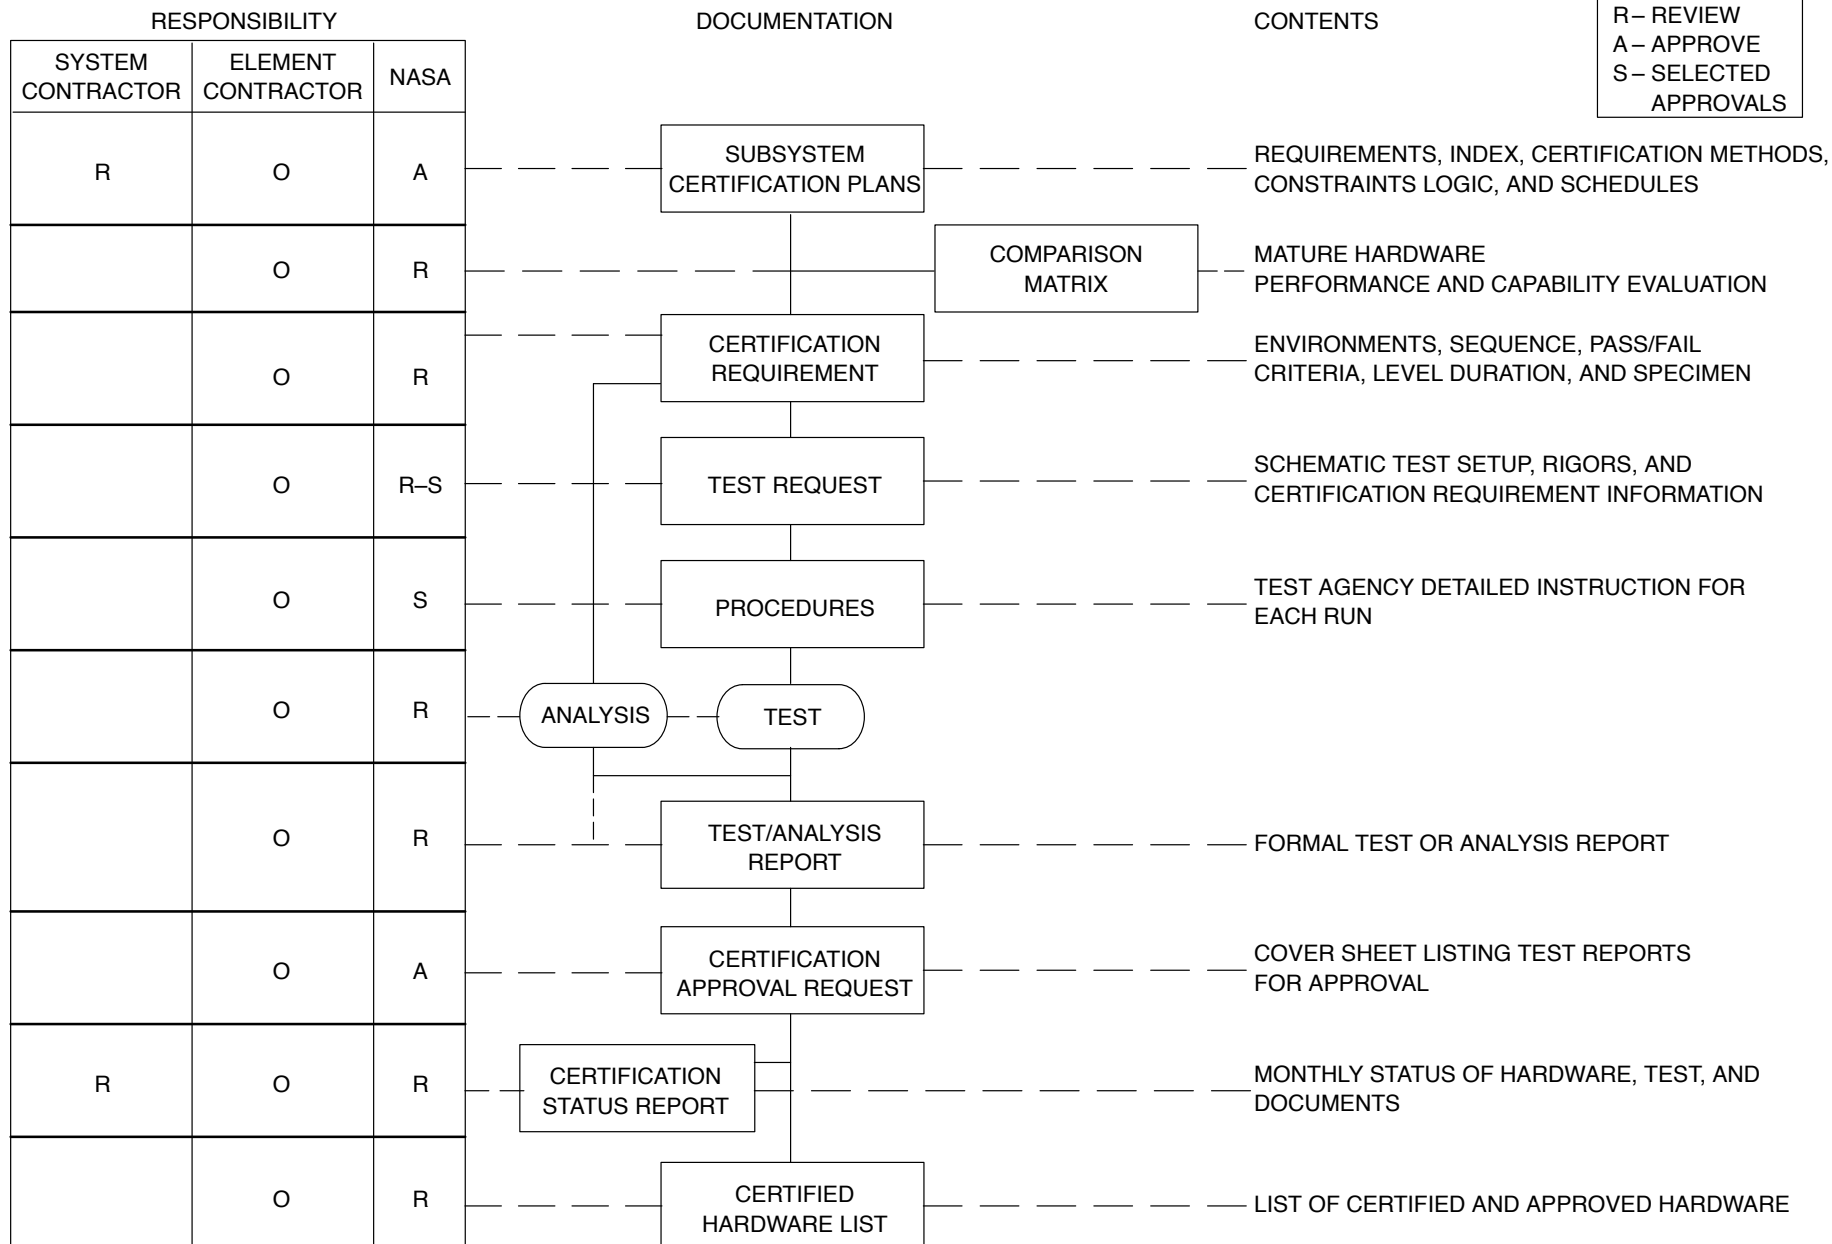 RESPONSIBILITY
DOCUMENTATION
CONTENTS
R – REVIEW
A – APPROVE
S – SELECTED
APPROVALS
SYSTEM
CONTRACTOR
ELEMENT
CONTRACTOR
NASA
R
O
A
SUBSYSTEM
CERTIFICATION PLANS
REQUIREMENTS, INDEX, CERTIFICATION METHODS,
CONSTRAINTS LOGIC, AND SCHEDULES
O
R
COMPARISON
MATRIX
MATURE HARDWARE
PERFORMANCE AND CAPABILITY EVALUATION
O
R
CERTIFICATION
REQUIREMENT
ENVIRONMENTS, SEQUENCE, PASS/FAIL
CRITERIA, LEVEL DURATION, AND SPECIMEN
O
R–S
TEST REQUEST
SCHEMATIC TEST SETUP, RIGORS, AND
CERTIFICATION REQUIREMENT INFORMATION
O
S
PROCEDURES
TEST AGENCY DETAILED INSTRUCTION FOR
EACH RUN
O
R
ANALYSIS
TEST
O
R
TEST/ANALYSIS
REPORT
FORMAL TEST OR ANALYSIS REPORT
O
A
CERTIFICATION
APPROVAL REQUEST
COVER SHEET LISTING TEST REPORTS
FOR APPROVAL
R
O
R
CERTIFICATION
STATUS REPORT
MONTHLY STATUS OF HARDWARE, TEST, AND
DOCUMENTS
O
R
CERTIFIED
HARDWARE LIST
LIST OF CERTIFIED AND APPROVED HARDWARE